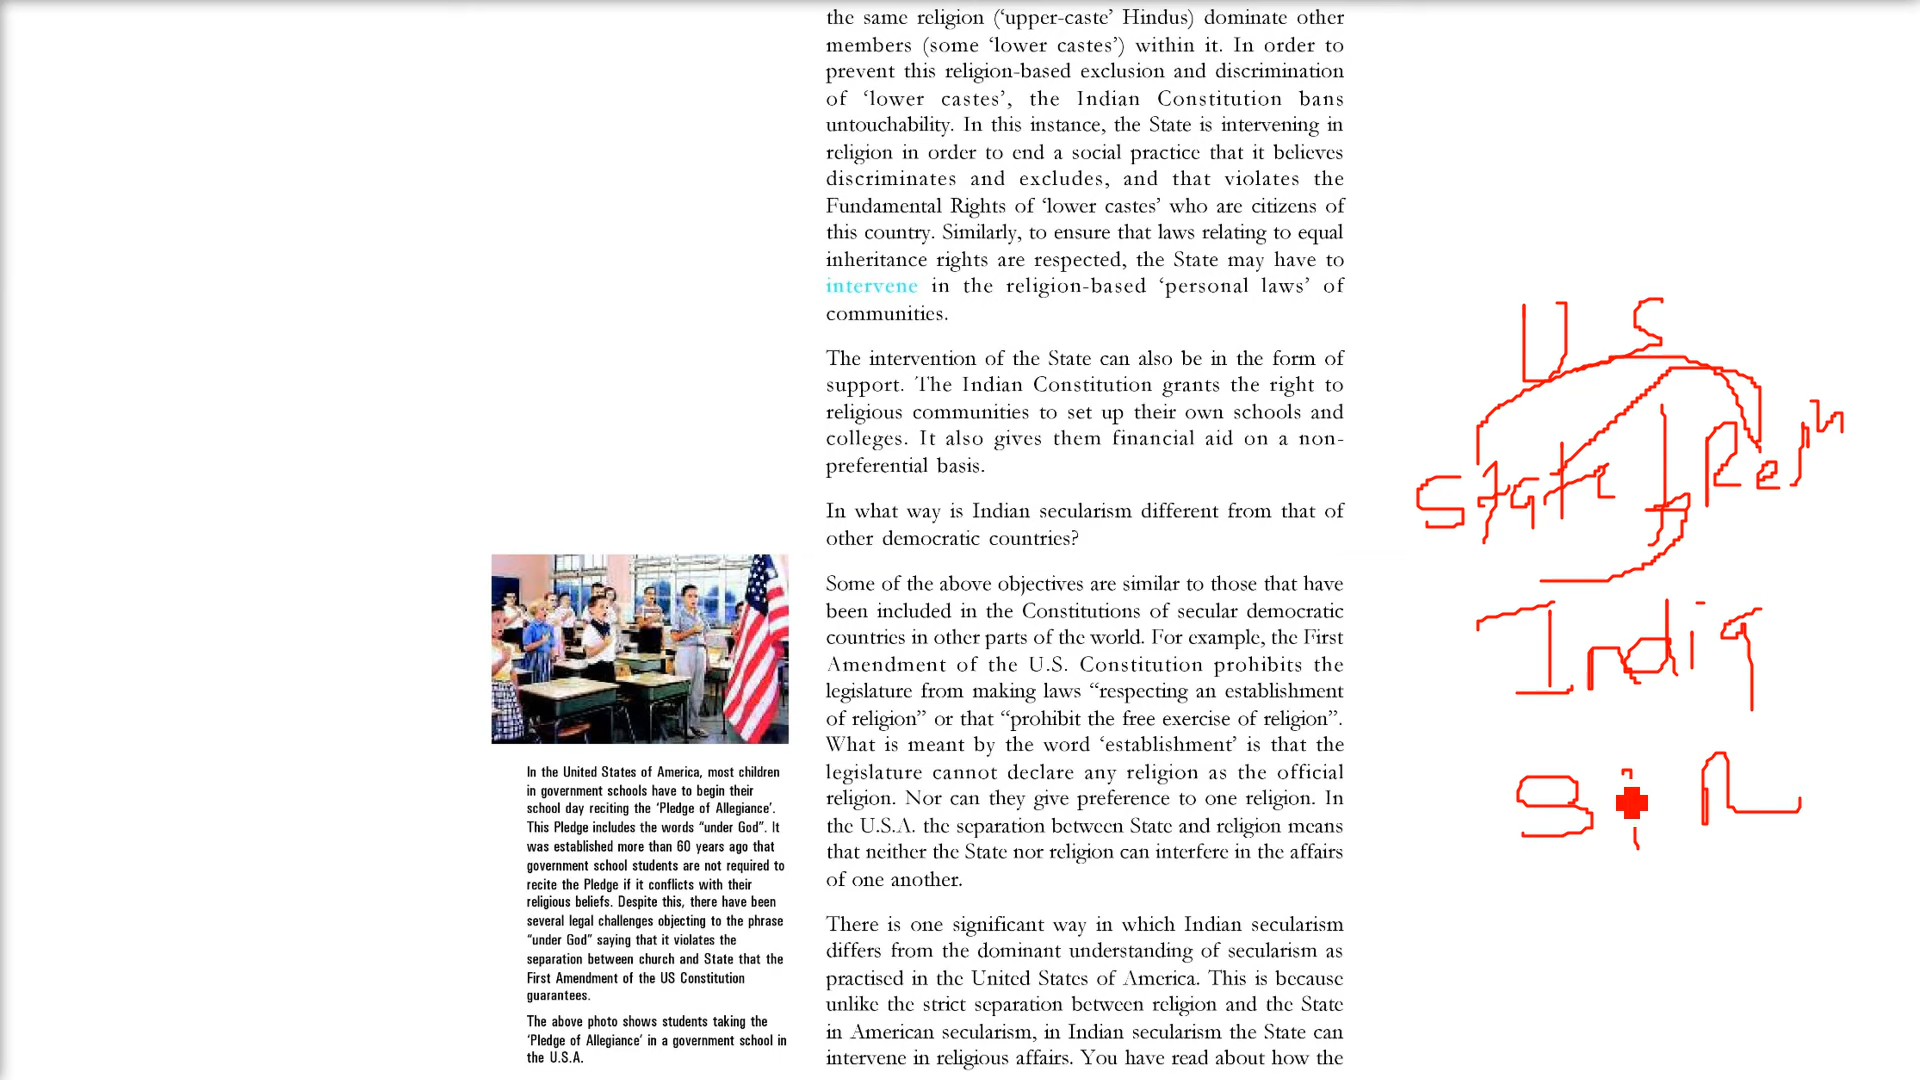 the same religion (‘upper-caste’ Hindus) dominate other
members (some ‘lower castes’) within it. In order to
prevent this religion-based exclusion and discrimination
of ‘lower castes’, the Indian Constitution bans
untouchability. In this instance, the State is intervening in
religion in order to end a social practice that it believes
discriminates and excludes, and that violates the
Fundamental Rights of ‘lower castes’ who are citizens of
this country. Similarly, to ensure that laws relating to equal
inheritance rights are respected, the State may have to
intervene in the religion-based ‘personal laws’ of
communities.
The intervention of the State can also be in the form of
support. The Indian Constitution grants the right to
religious communities to set up their own schools and
colleges. It also gives them financial aid on a non-
preferential basis.
In what way is Indian secularism different from that of
other democratic countries?
Some of the above objectives are similar to those that have
been included in the Constitutions of secular democratic
countries in other parts of the world. For example, the First
Amendment of the U.S. Constitution prohibits the
legislature from making laws “respecting an establishment
of religion” or that “prohibit the free exercise of religion”.
What is meant by the word ‘establishment’ is that the
legislature cannot declare any religion as the official
religion. Nor can they give preference to one religion. In
the U.S.A. the separation between State and religion means
that neither the State nor religion can interfere in the affairs
of one another.
There is one significant way in which Indian secularism
differs from the dominant understanding of secularism as
practised in the United States of America. This is because
unlike the strict separation between religion and the State
in American secularism, in Indian secularism the State can
intervene in religious affairs. You have read about how the
In the United States of America, most children
in government schools have to begin their
school day reciting the ‘Pledge of Allegiance’.
This Pledge includes the words “under God”. It
was established more than 60 years ago that
government school students are not required to
recite the Pledge if it conflicts with their
religious beliefs. Despite this, there have been
several legal challenges objecting to the phrase
“under God” saying that it violates the
separation between church and State that the
First Amendment of the US Constitution
guarantees.
The above photo shows students taking the
‘Pledge of Allegiance’ in a government school in
the U.S.A.
U S
State
India
S